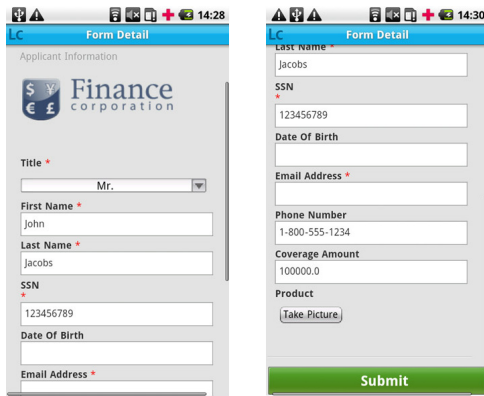 14:28
Lc Form Detail
Applicant Information
$ ¥
€ £
Finance
corporation
Title *
Mr.
First Name *
John
Last Name *
Jacobs
SSN
*
123456789
Date Of Birth
Email Address *
14:30
Lc Form Detail
Last Name *
Jacobs
SSN
*
123456789
Date Of Birth
Email Address *
Phone Number
1-800-555-1234
Coverage Amount
100000.0
Product
Take Picture
Submit